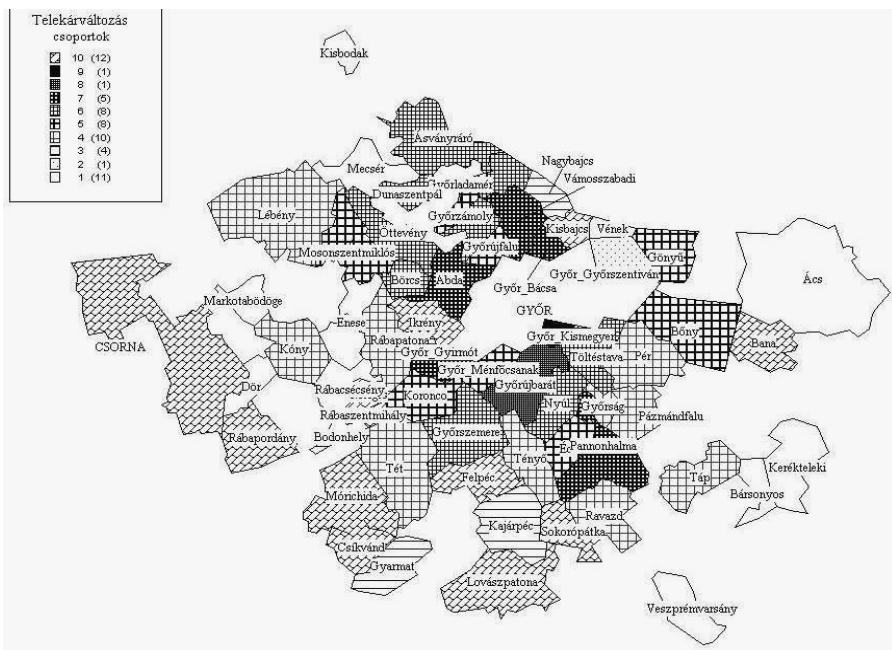 Telekárváltozás
csoportok
10 (12)
9 (1)
8 (1)
7 (5)
6 (8)
5 (8)
4 (10)
3 (4)
2 (1)
1 (11)
Kisbodak
Ásványráró
Nagybajcs
Mecsér
Vámosszabadi
Győrladamér
Dunaszentpál
Lébény
Győrzámoly
Kisbajcs
Vének
Öttevény
Győrújfalu
Mosonszentmiklós
Gönyű
Győr_Győrszentiván
Börcs
Abda
Győr_Bácsa
Ács
Markotabödöge
GYŐR
Enese
Ikrény
CSORNA
Kóny
Rábapatona
Győr_Kismegyer
Bőny
Bana
Győr_Gyirmót
Töltéstava
Pér
Győr_Ménfőcsanak
Dör
Rábacsécsény
Koroncó
Győrújbarát
Rábaszentmihály
Nyúl
Győrság
Pázmándfalu
Rábapordány
Bodonhely
Győrszemere
Pannonhalma
Tét
Tényő
Kerékteleki
Felpéc
Táp
Bársonyos
Mórichida
Ravazd
Kajárpéc
Sokorópátka
Csikvánd
Gyarmat
Lovászpatona
Veszprémvarsány